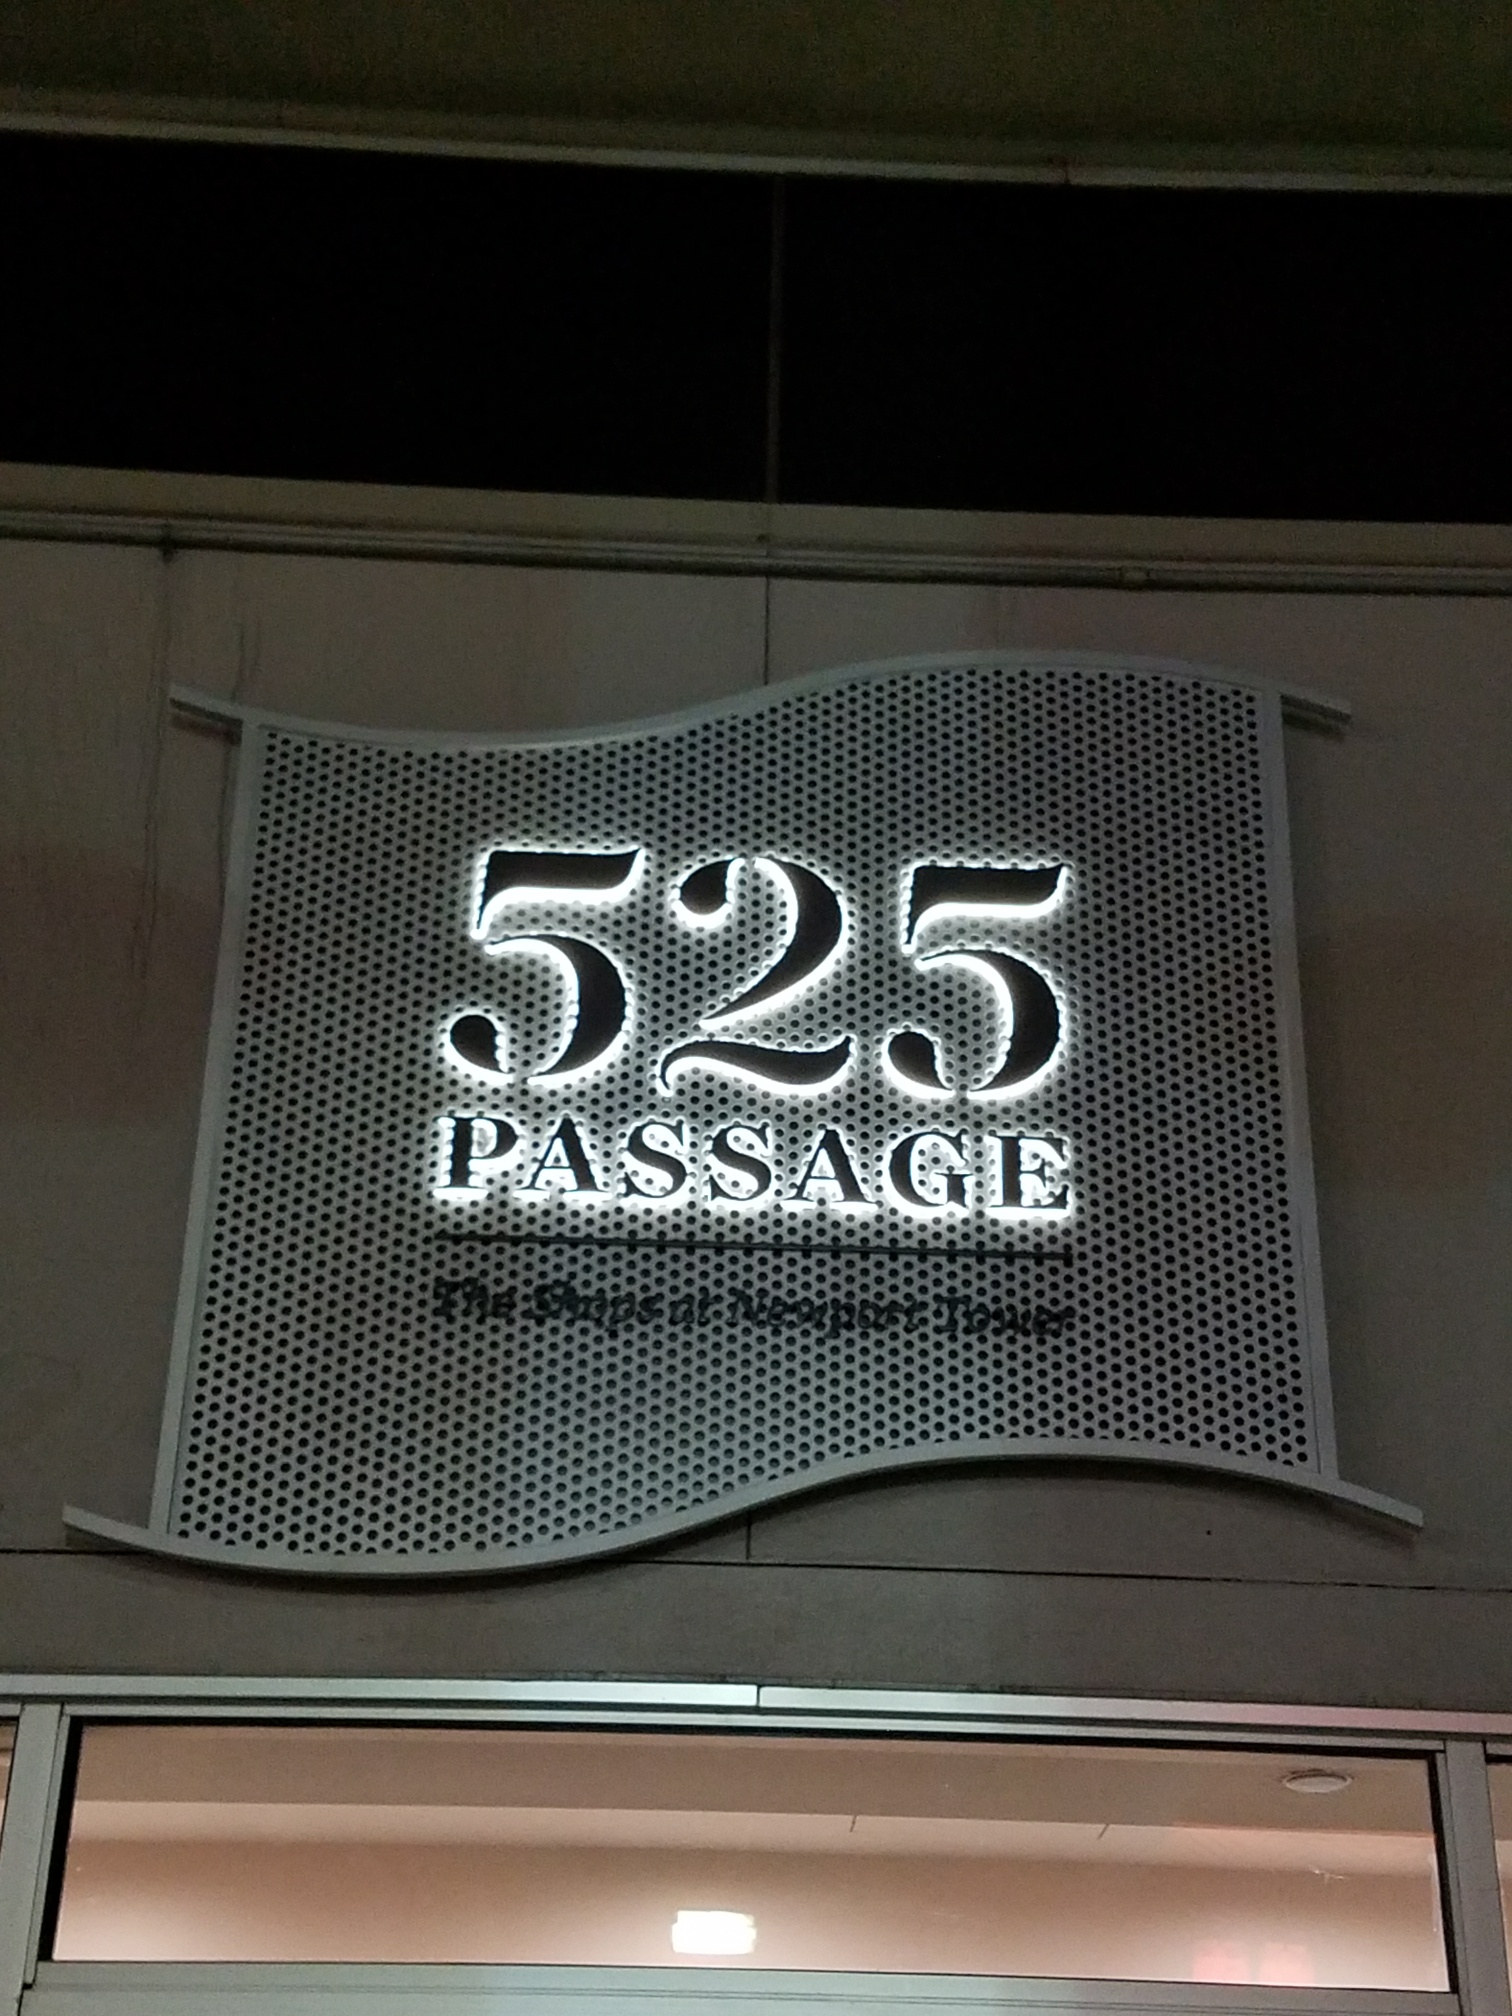 525
PASSAGE
The Shops at Newport Tower